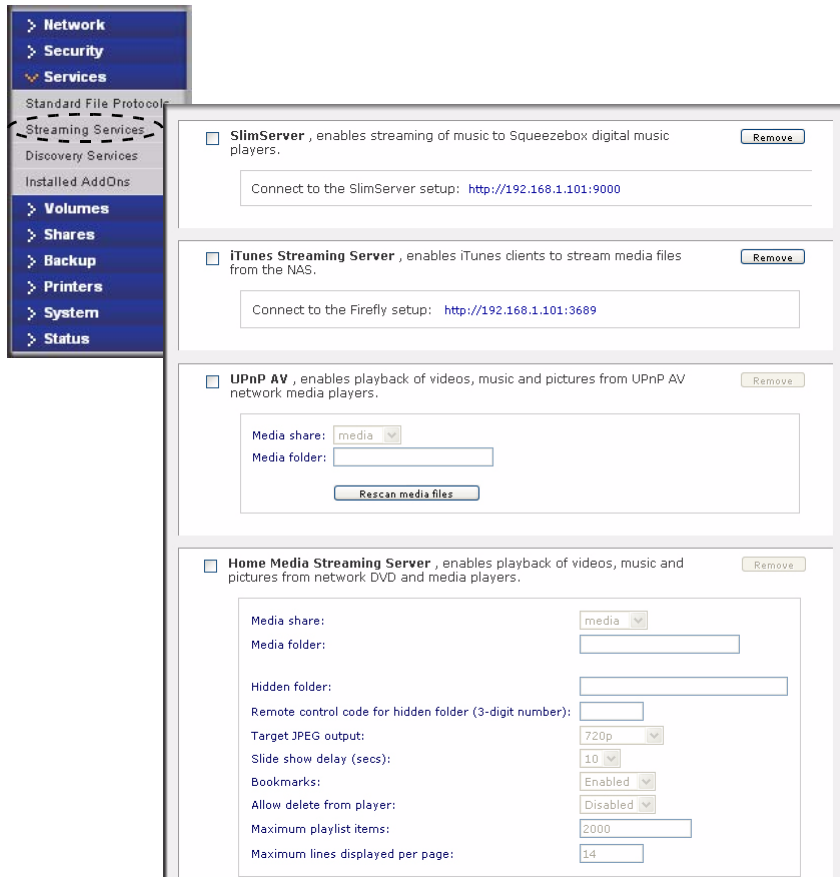 Network
Security
Services
Standard File Protocols
Streaming Services
Discovery Services
Installed AddOns
Volumes
Shares
Backup
Printers
System
Status
SlimServer , enables streaming of music to Squeezebox digital music
players.
Remove
Connect to the SlimServer setup: http://192.168.1.101:9000
iTunes Streaming Server , enables iTunes clients to stream media files
from the NAS.
Remove
Connect to the Firefly setup: http://192.168.1.101:3689
UPnP AV , enables playback of videos, music and pictures from UPnP AV
network media players.
Remove
Media share: media
Media folder:
Rescan media files
Home Media Streaming Server , enables playback of videos, music and
pictures from network DVD and media players.
Remove
Media share: media
Media folder:
Hidden folder:
Remote control code for hidden folder (3-digit number):
Target JPEG output: 720p
Slide show delay (secs): 10
Bookmarks: Enabled
Allow delete from player: Disabled
Maximum playlist items: 2000
Maximum lines displayed per page: 14